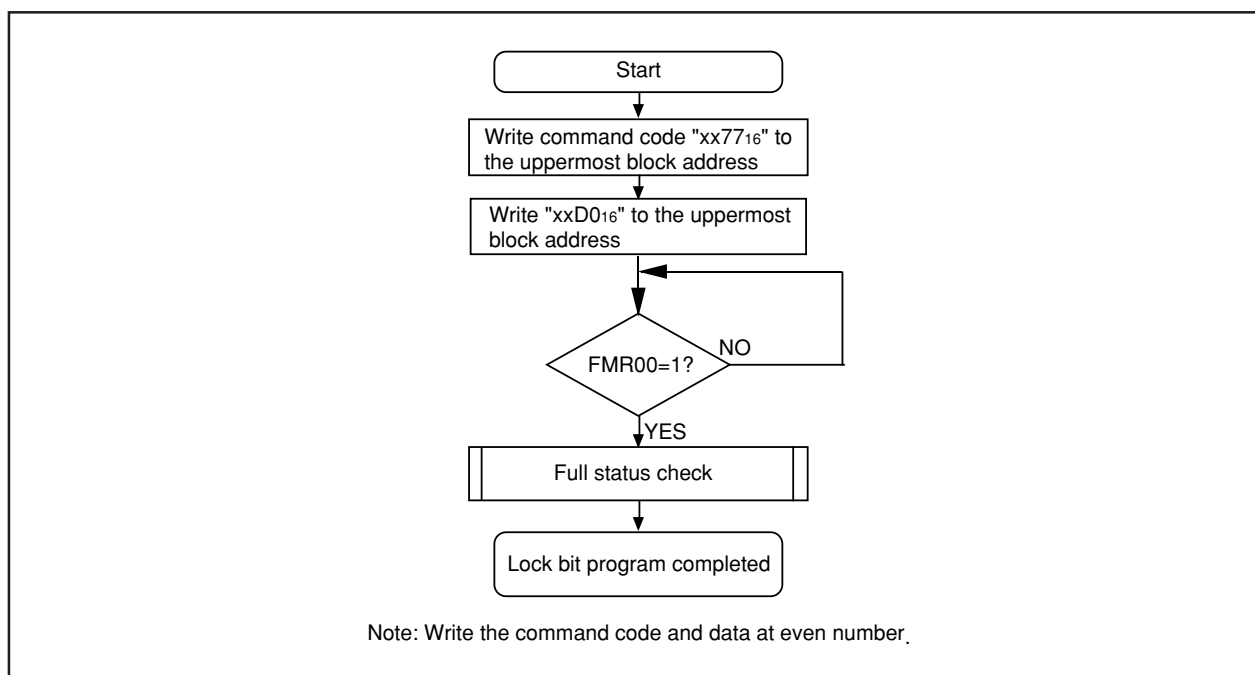 Start
Write command code "xx7716" to
the uppermost block address
Write "xxD016" to the uppermost
block address
NO
FMR00=1?
YES
Full status check
Lock bit program completed
Note: Write the command code and data at even number.